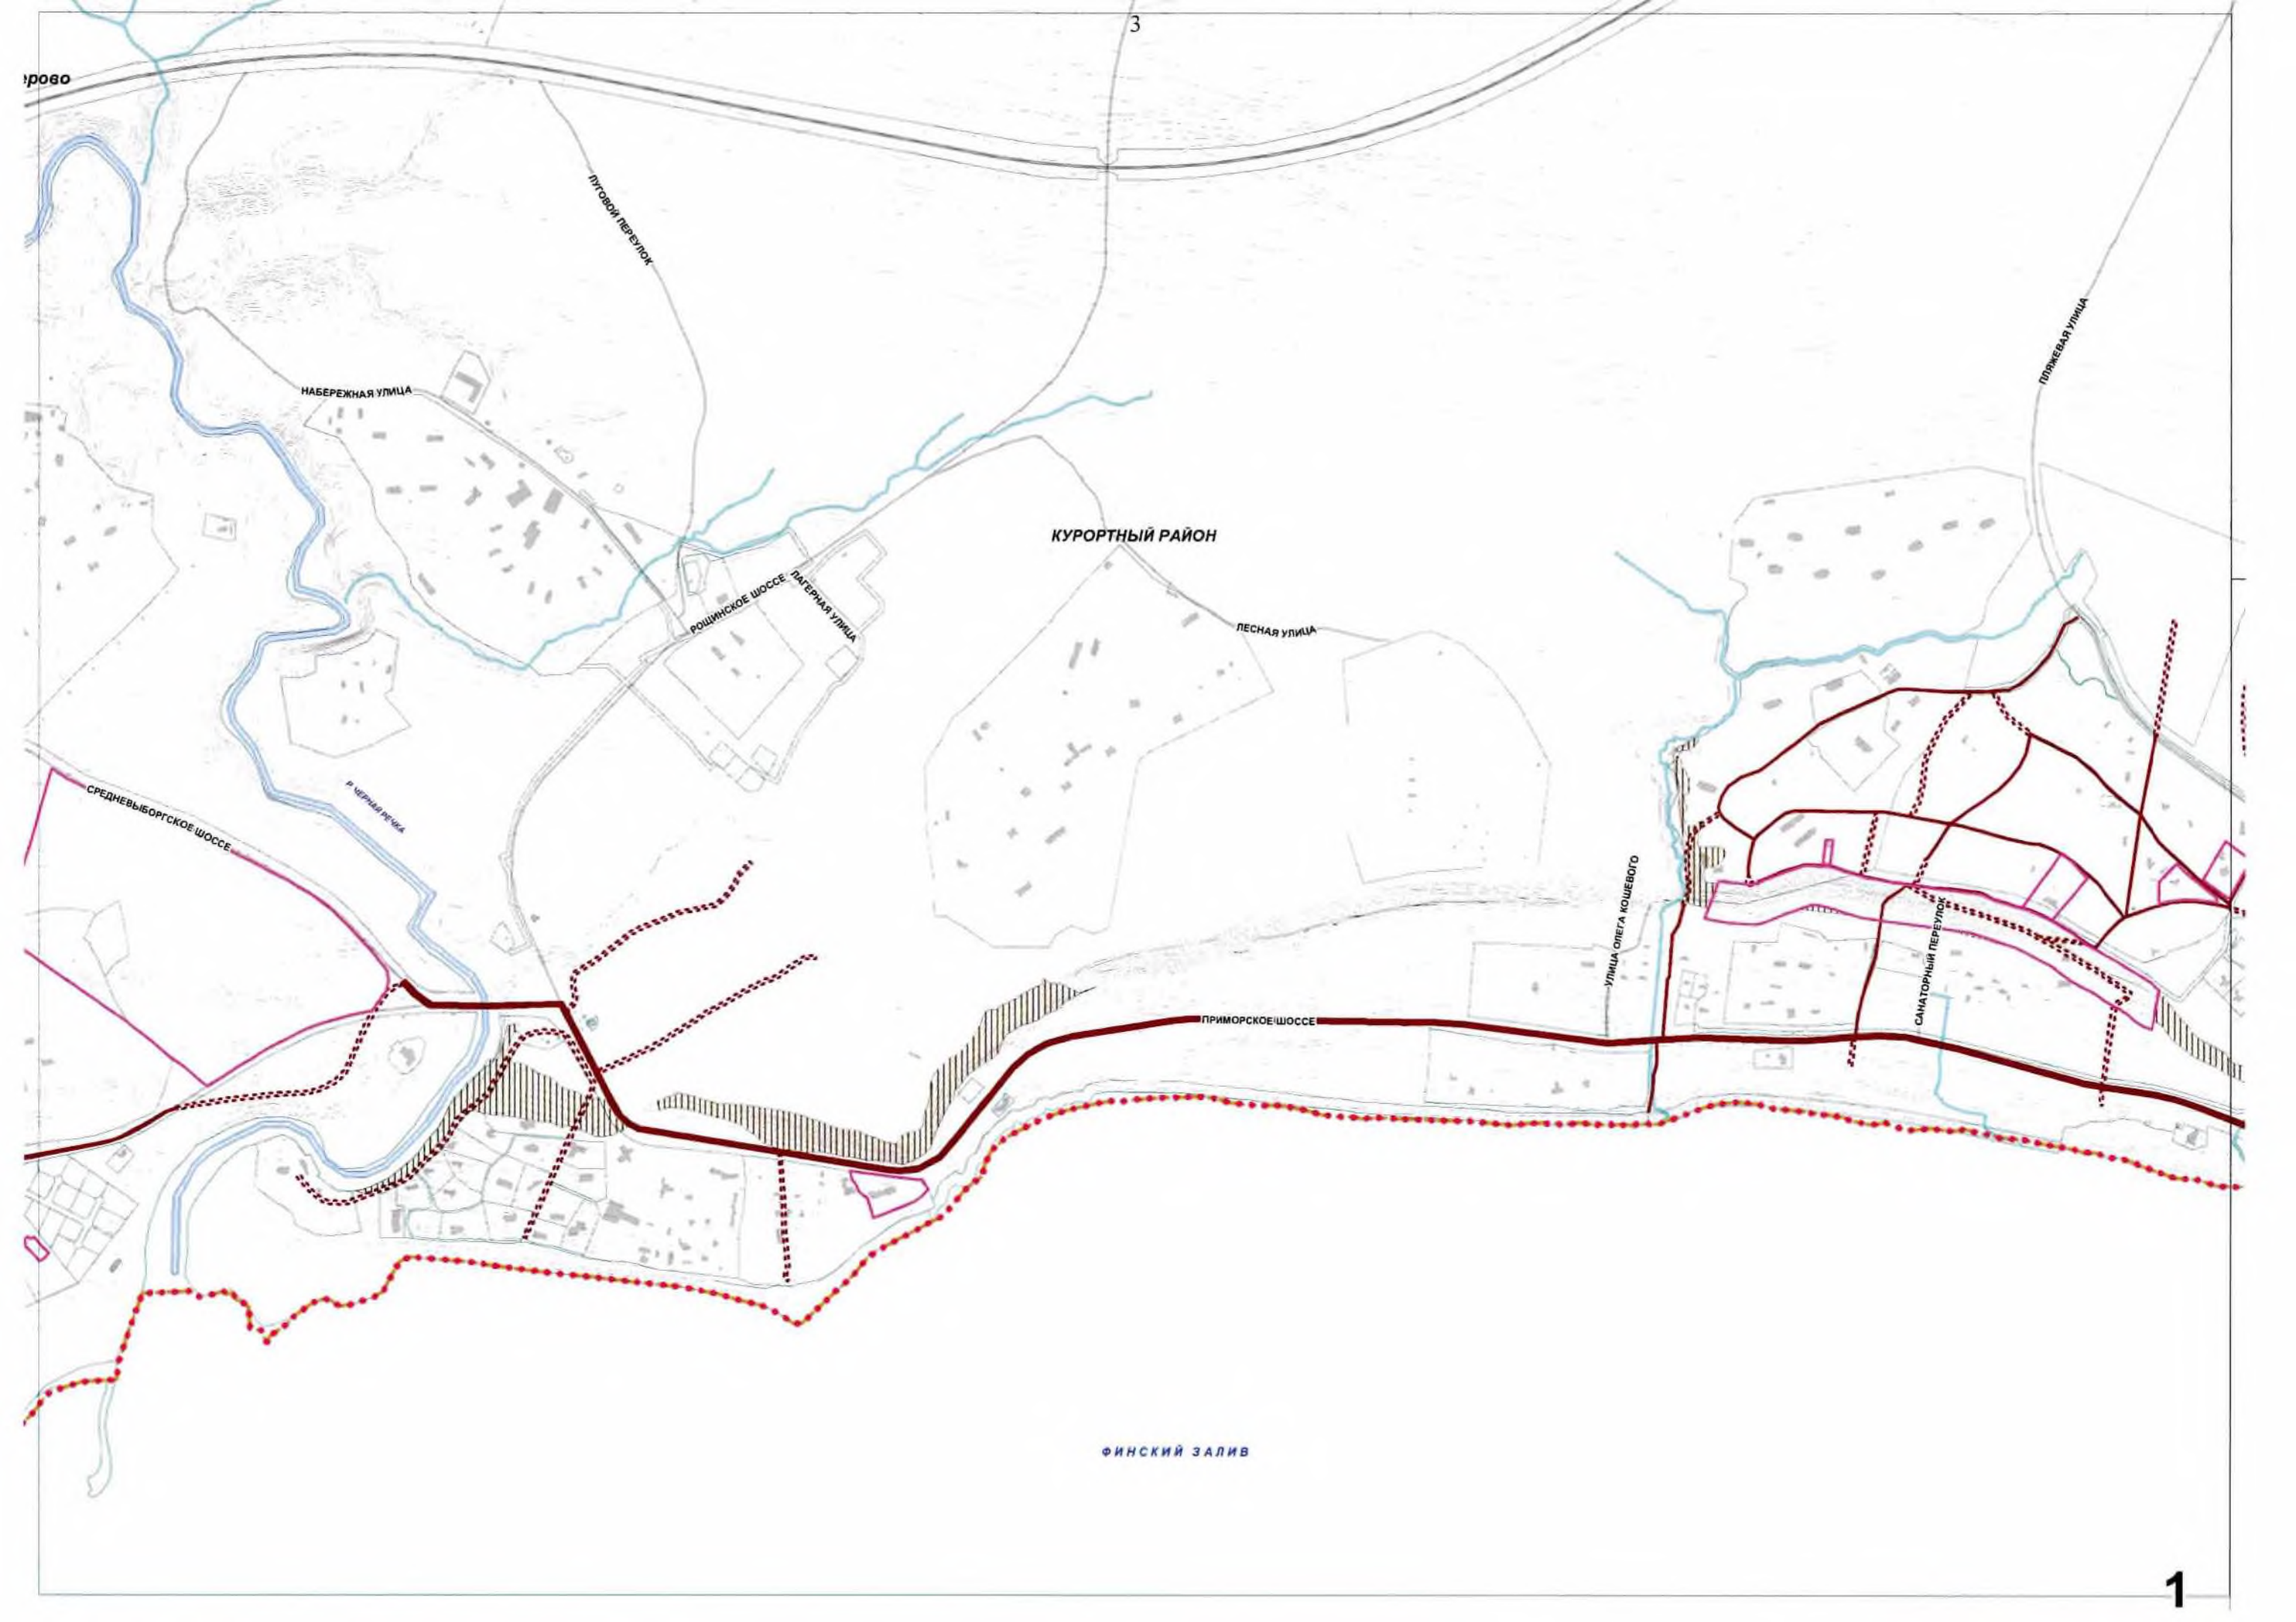 3
ерово
ЛУГОВОЙ ПЕРЕУЛОК
ПЛЯЖЕВАЯ УЛИЦА
НАБЕРЕЖНАЯ УЛИЦА
КУРОРТНЫЙ РАЙОН
РОЩИНСКОЕ ШОССЕ
ЛАГЕРНАЯ УЛИЦА
ЛЕСНАЯ УЛИЦА
СРЕДНЕВЫБОРГСКОЕ ШОССЕ
Р. ЧЕРНАЯ РЕЧКА
УЛИЦА ОЛЕГА КОШЕВОГО
САНАТОРНЫЙ ПЕРЕУЛОК
ПРИМОРСКОЕ ШОССЕ
ФИНСКИЙ ЗАЛИВ
1